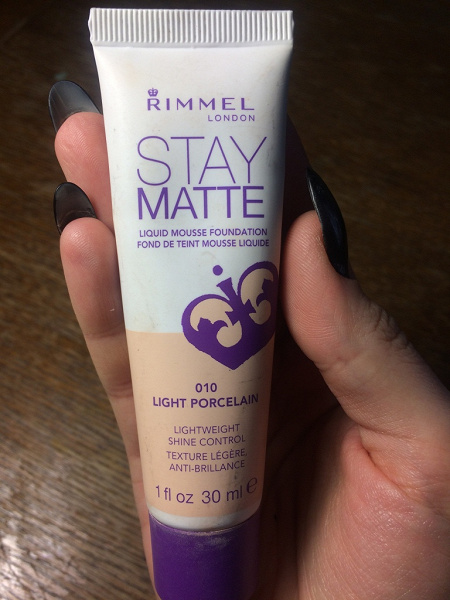 RIMMEL
LONDON
STAY
MATTE
LIQUID MOUSSE FOUNDATION
FOND DE TEINT MOUSSE LIQUIDE
010
LIGHT PORCELAIN
LIGHTWEIGHT
SHINE CONTROL
TEXTURE LÉGÈRE,
ANTI-BRILLANCE
1 fl oz 30 ml ℮